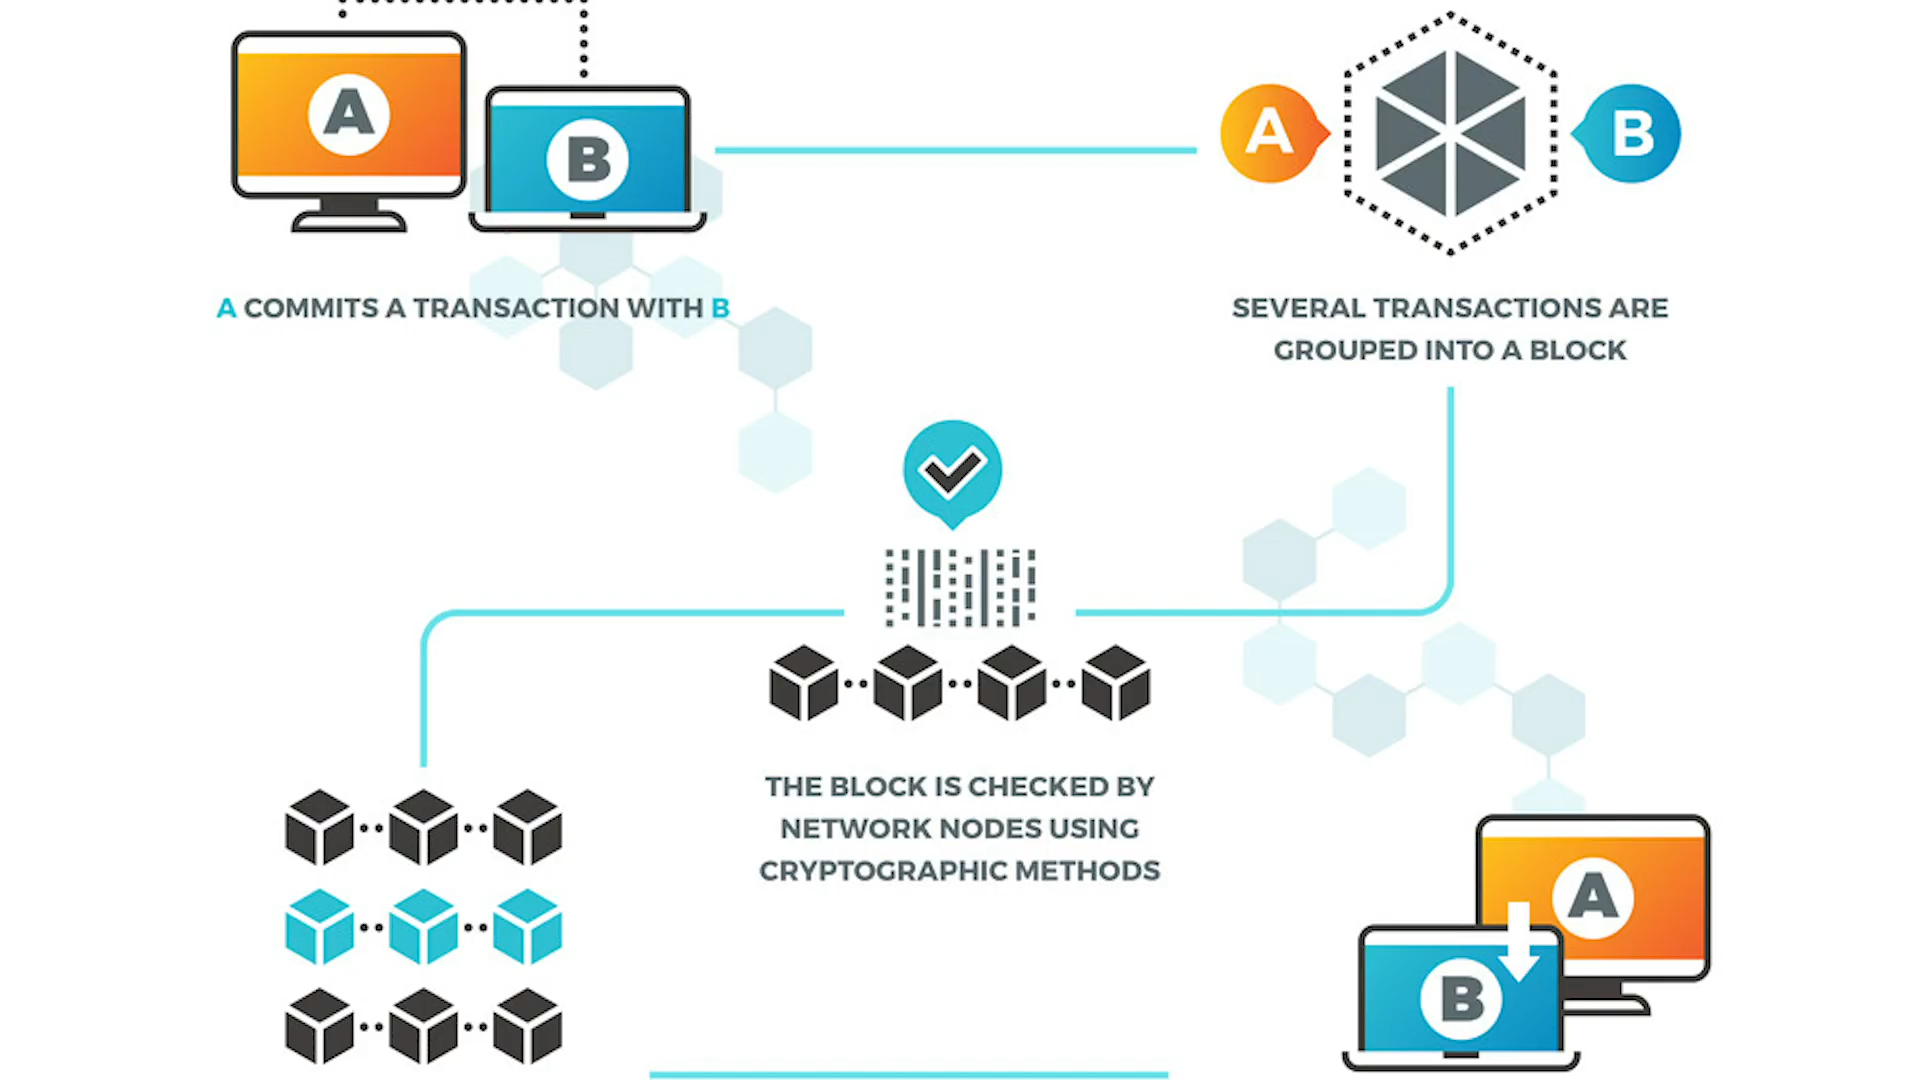 A
B
A
B
A COMMITS A TRANSACTION WITH B
SEVERAL TRANSACTIONS ARE
GROUPED INTO A BLOCK
THE BLOCK IS CHECKED BY
NETWORK NODES USING
CRYPTOGRAPHIC METHODS
A
B